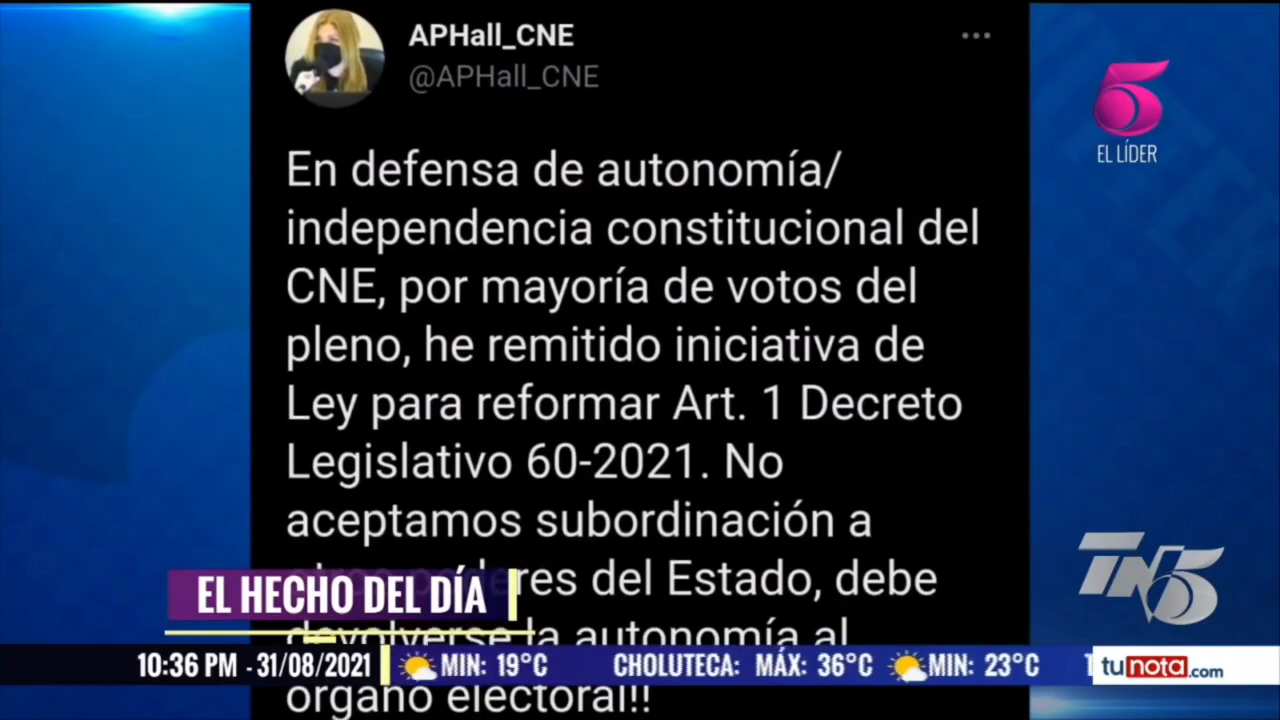 APHall_CNE
@APHall_CNE
En defensa de autonomía/
independencia constitucional del
CNE, por mayoría de votos del
pleno, he remitido iniciativa de
Ley para reformar Art. 1 Decreto
Legislativo 60-2021. No
aceptamos subordinación a
otros poderes del Estado, debe
devolverse la autonomía al
órgano electoral!!
5
EL LÍDER
TN5
EL HECHO DEL DÍA
10:36 PM - 31/08/2021
MIN: 19°C CHOLUTECA: MÁX: 36°C MIN: 23°C
tunota.com